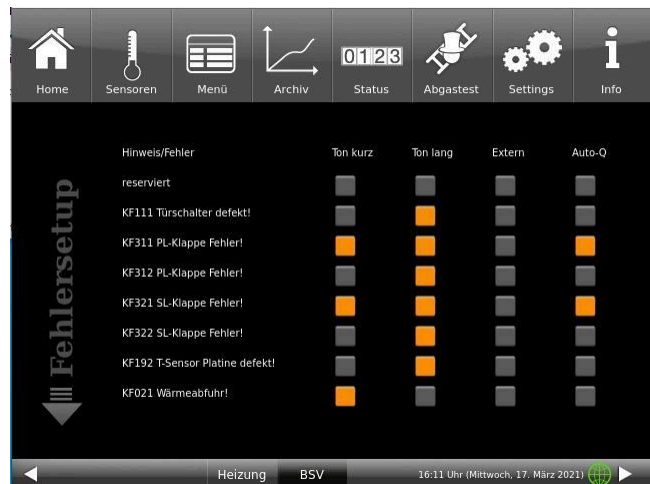 0123
Home Sensoren Menü Archiv Status Abgastest Settings Info
Fehlersetup
Hinweis/Fehler Ton kurz Ton lang Extern Auto-Q
reserviert
KF111 Türschalter defekt!
KF311 PL-Klappe Fehler!
KF312 PL-Klappe Fehler!
KF321 SL-Klappe Fehler!
KF322 SL-Klappe Fehler!
KF192 T-Sensor Platine defekt!
KF021 Wärmeabfuhr!
Heizung BSV 16:11 Uhr (Mittwoch, 17. März 2021)